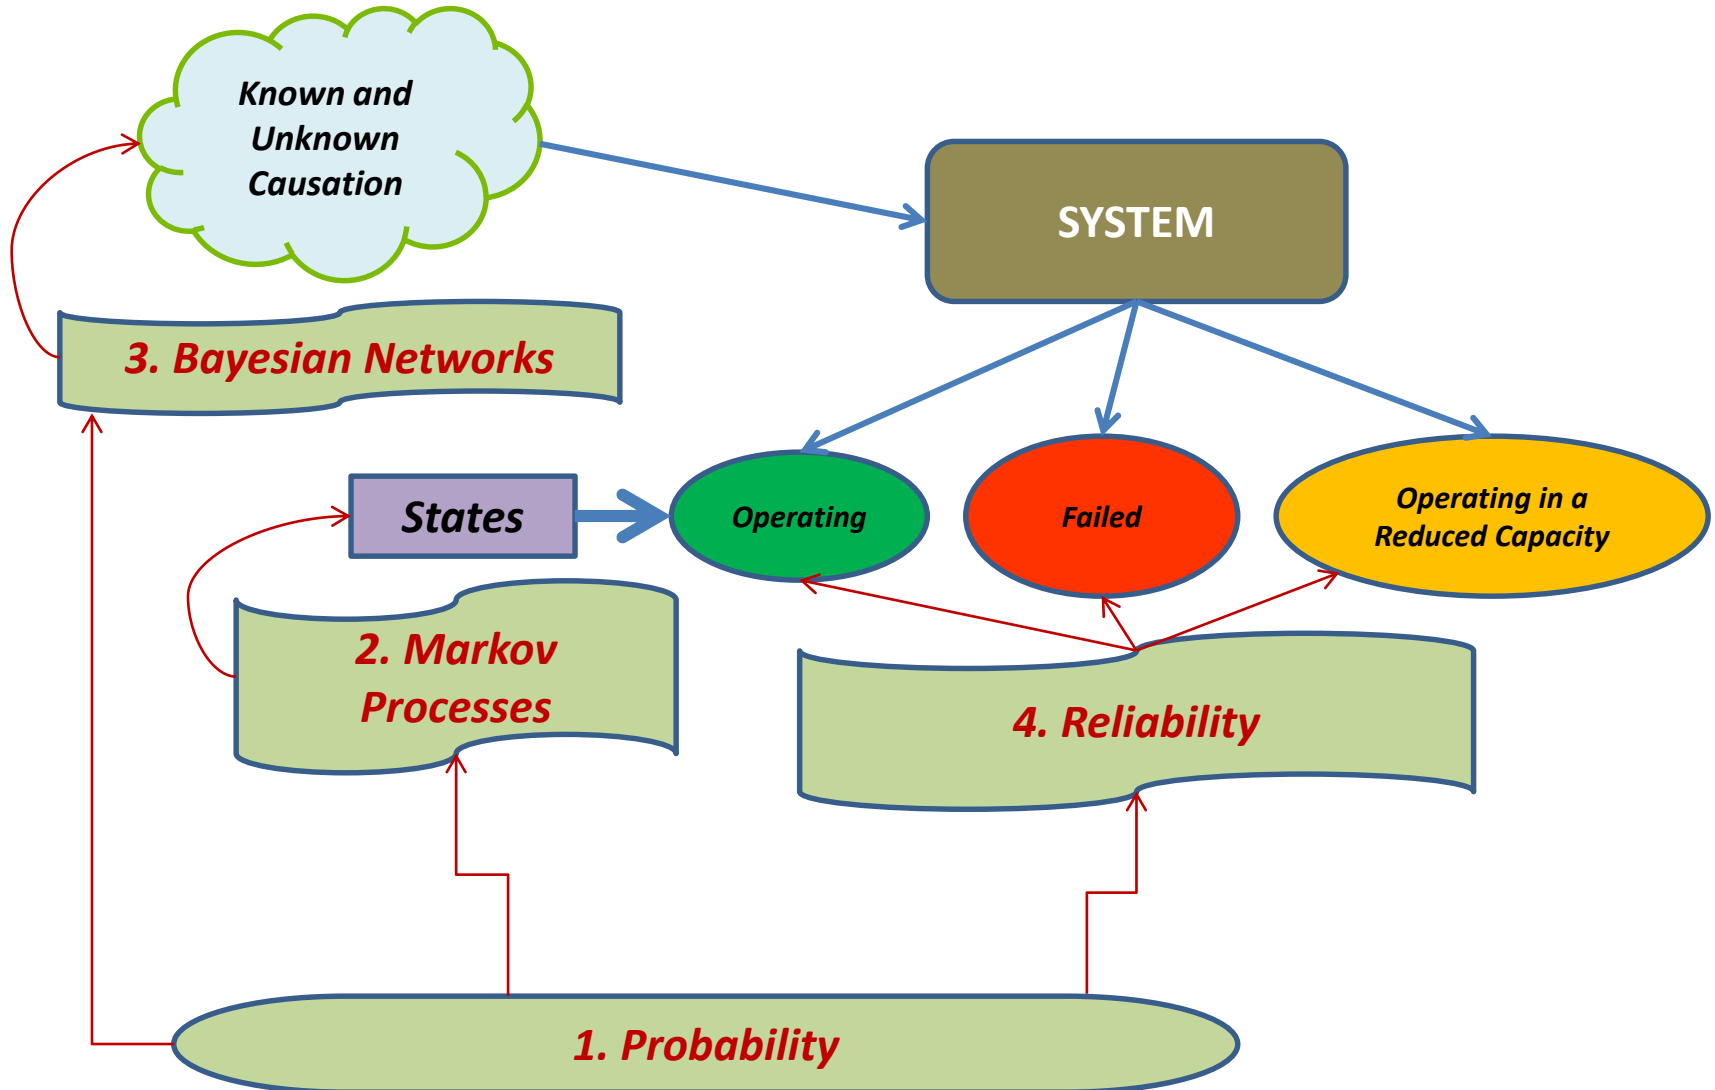 Known and
Unknown
Causation
SYSTEM
3. Bayesian Networks
States
Operating
Failed
Operating in a
Reduced Capacity
2. Markov
Processes
4. Reliability
1. Probability